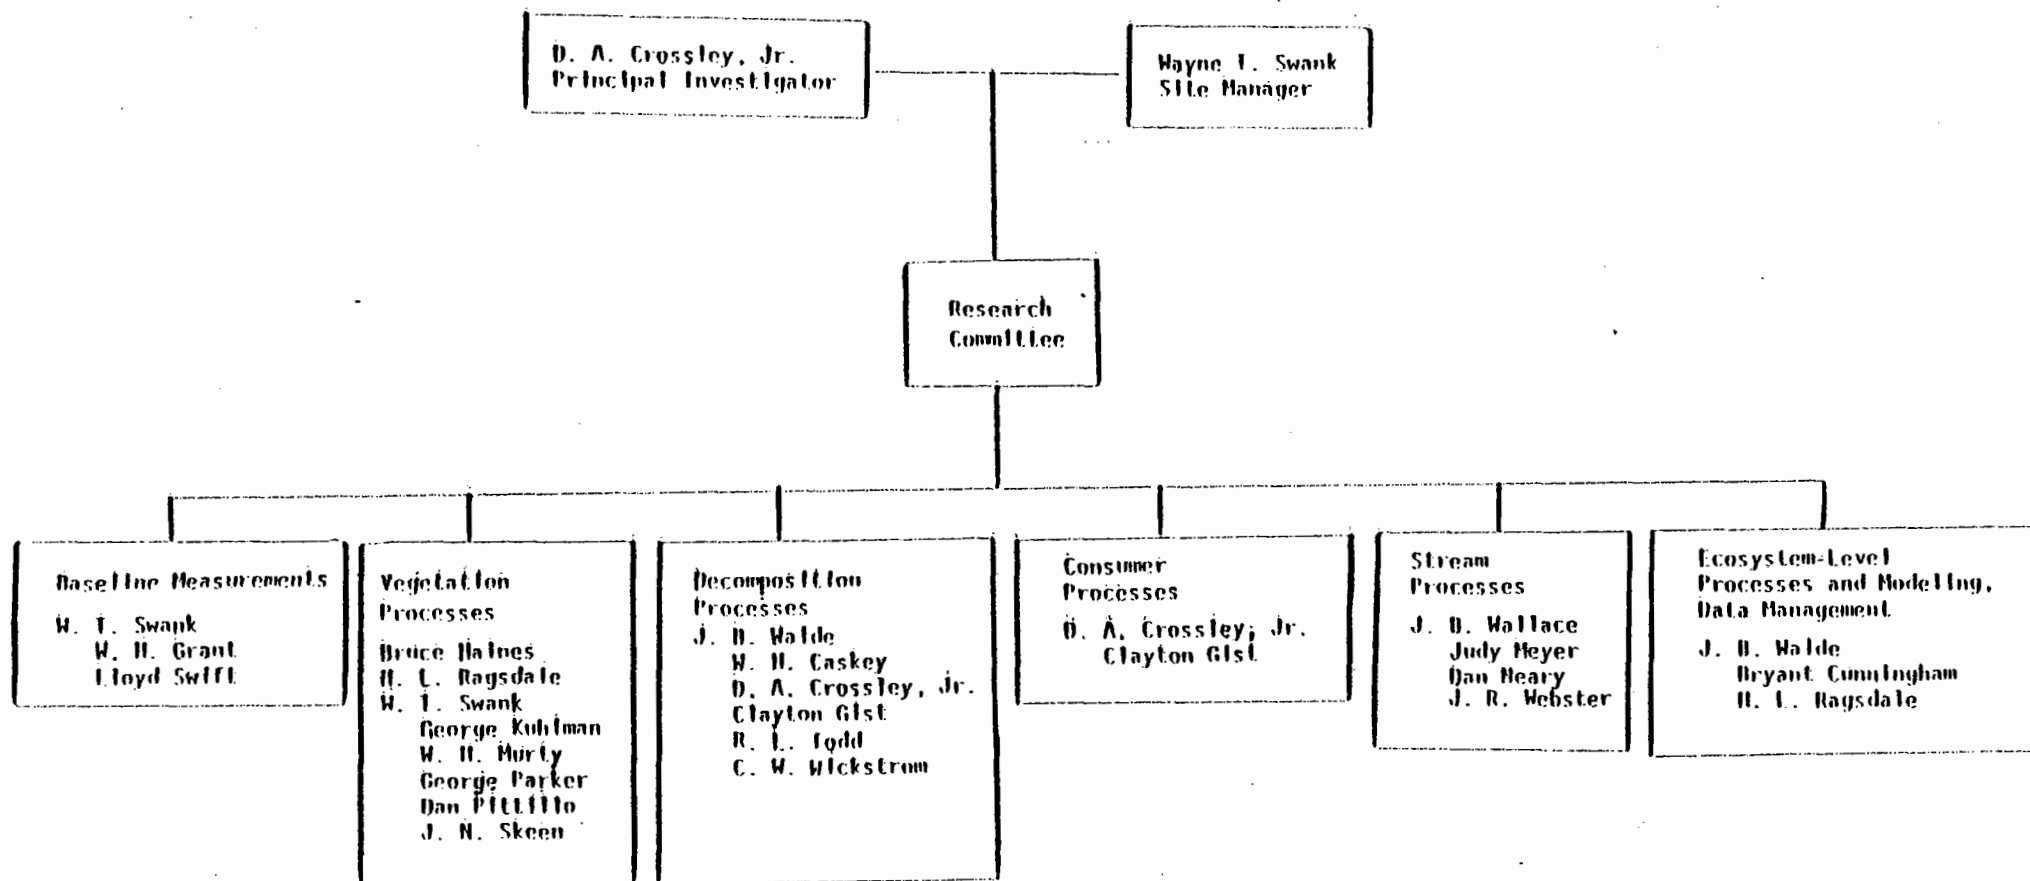 D. A. Crossley, Jr.
Principal Investigator
Wayne T. Swank
Site Manager
Research
Committee
Baseline Measurements
W. T. Swank
W. H. Grant
Lloyd Swift
Vegetation
Processes
Bruce Haines
H. L. Ragsdale
W. T. Swank
George Kuhlman
W. H. Murdy
George Parker
Dan Pittillo
J. N. Skeen
Decomposition
Processes
J. B. Waide
W. H. Caskey
D. A. Crossley, Jr.
Clayton Gist
R. L. Todd
C. W. Wickstrom
Consumer
Processes
D. A. Crossley, Jr.
Clayton Gist
Stream
Processes
J. B. Wallace
Judy Meyer
Dan Neary
J. R. Webster
Ecosystem-Level
Processes and Modeling,
Data Management
J. B. Waide
Bryant Cunningham
H. L. Ragsdale